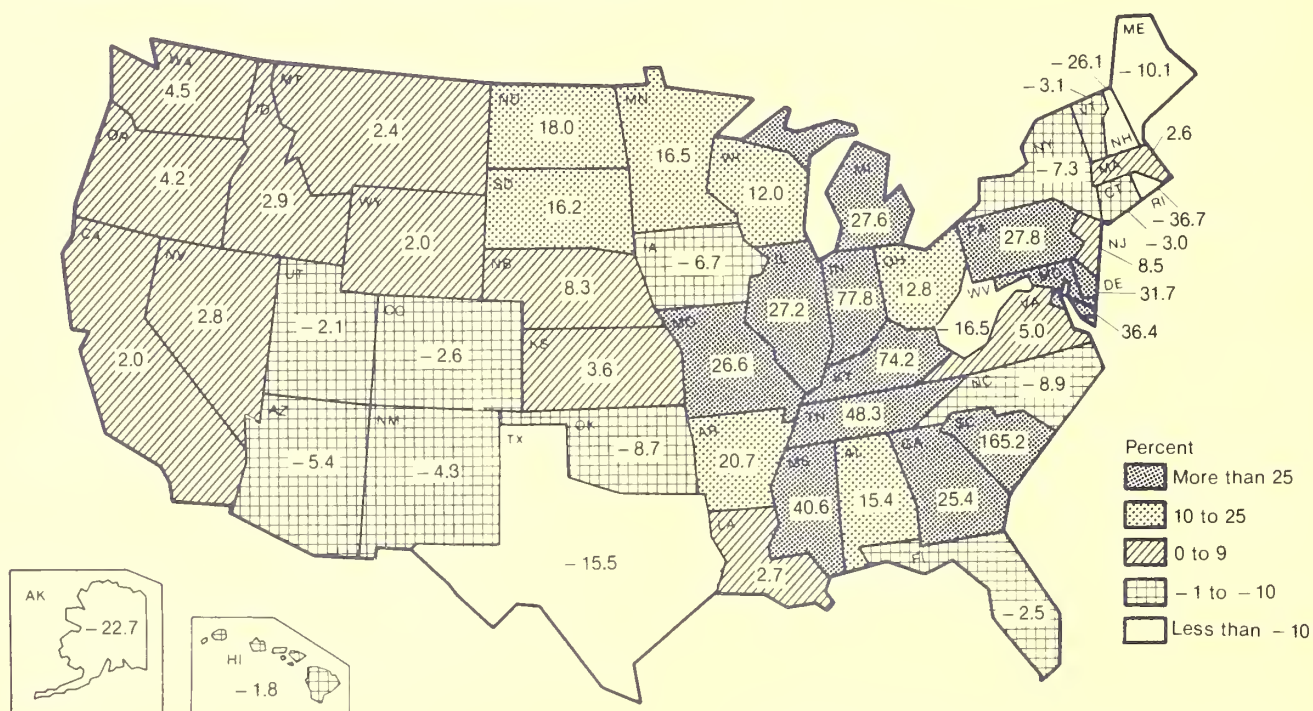 WA
4.5
OR
4.2
CA
2.0
NV
2.8
ID
2.9
MT
2.4
WY
2.0
UT
- 2.1
CO
- 2.6
AZ
- 5.4
NM
- 4.3
ND
18.0
SD
16.2
NB
8.3
KS
3.6
OK
- 8.7
TX
- 15.5
MN
16.5
IA
- 6.7
MO
26.6
AR
20.7
LA
2.7
WI
12.0
IL
27.2
MI
27.6
IN
77.8
OH
12.8
KY
74.2
TN
48.3
MS
40.6
AL
15.4
GA
25.4
FL
- 2.5
SC
165.2
NC
- 8.9
VA
5.0
WV
- 16.5
PA
27.8
NY
- 7.3
VT
- 3.1
NH
- 26.1
ME
- 10.1
MA
2.6
RI
- 36.7
CT
- 3.0
NJ
8.5
DE
31.7
MD
36.4
AK
- 22.7
HI
- 1.8
Percent
More than 25
10 to 25
0 to 9
- 1 to - 10
Less than - 10